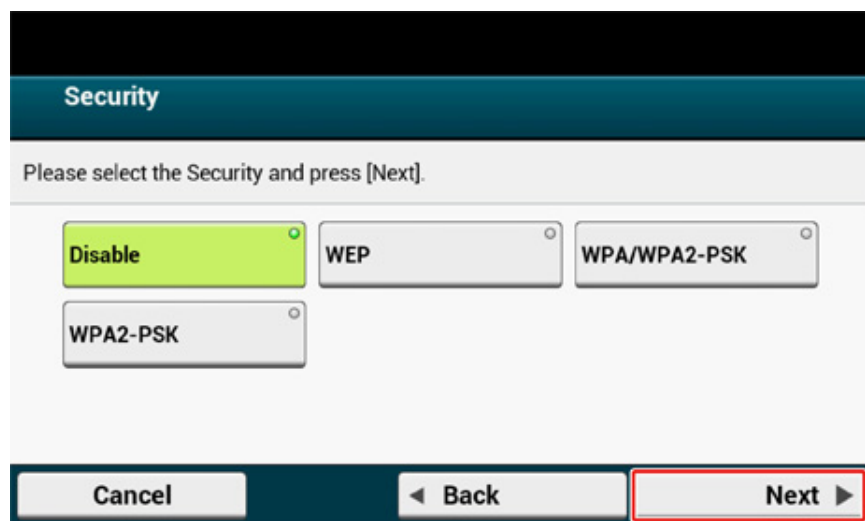 Security
Please select the Security and press [Next].
Disable WEP WPA/WPA2-PSK
WPA2-PSK
Cancel Back Next